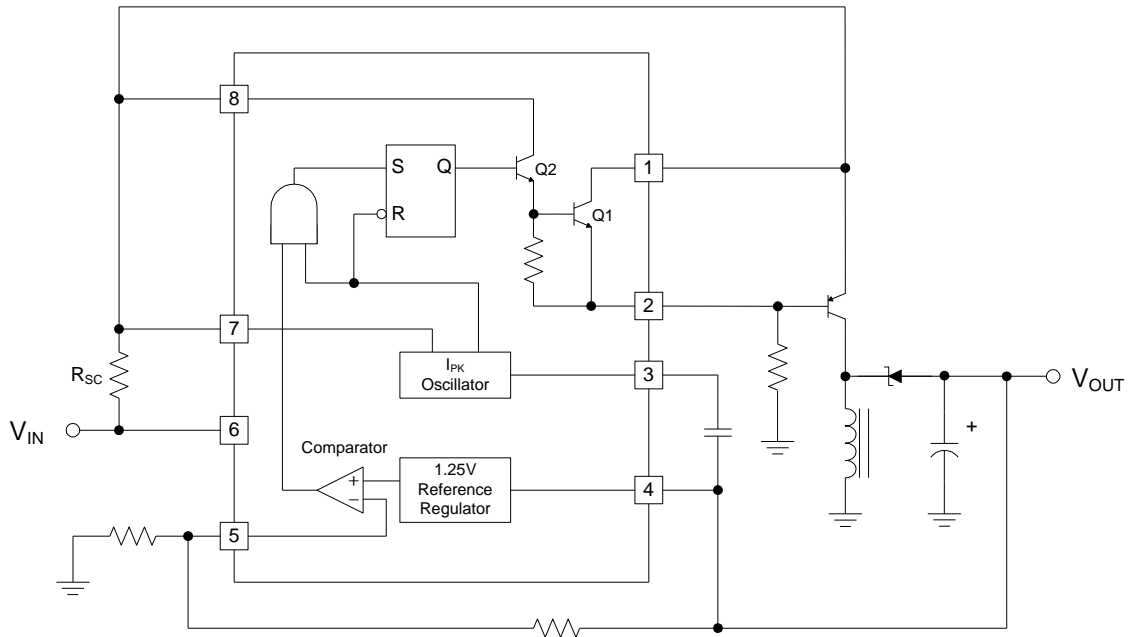 8
S
Q
Q2
1
R
Q1
2
7
I_PK
Oscillator
3
R_SC
V_IN
6
V_OUT
+
Comparator
+
−
1.25V
Reference
Regulator
4
5